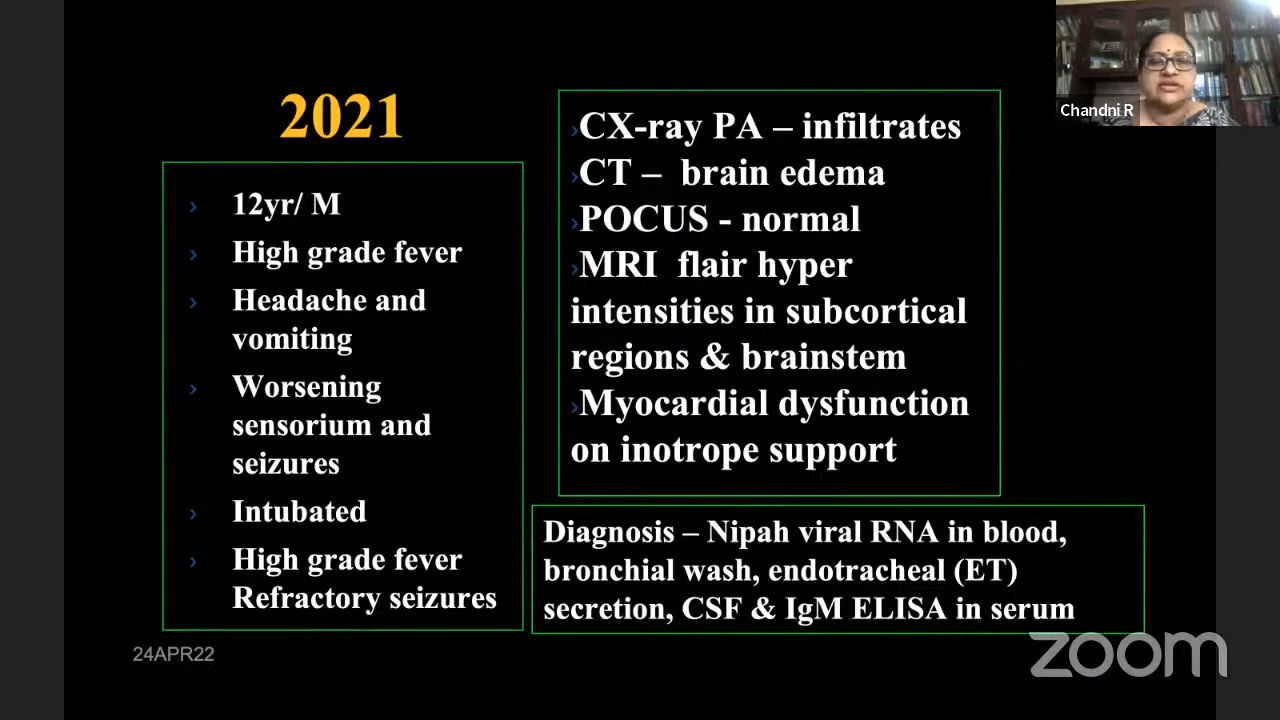 2021
› 12yr/ M
› High grade fever
› Headache and
vomiting
› Worsening
sensorium and
seizures
› Intubated
› High grade fever
Refractory seizures
›CX-ray PA – infiltrates
›CT – brain edema
›POCUS - normal
›MRI flair hyper
intensities in subcortical
regions & brainstem
›Myocardial dysfunction
on inotrope support
Diagnosis – Nipah viral RNA in blood,
bronchial wash, endotracheal (ET)
secretion, CSF & IgM ELISA in serum
24APR22
Chandni R
zoom